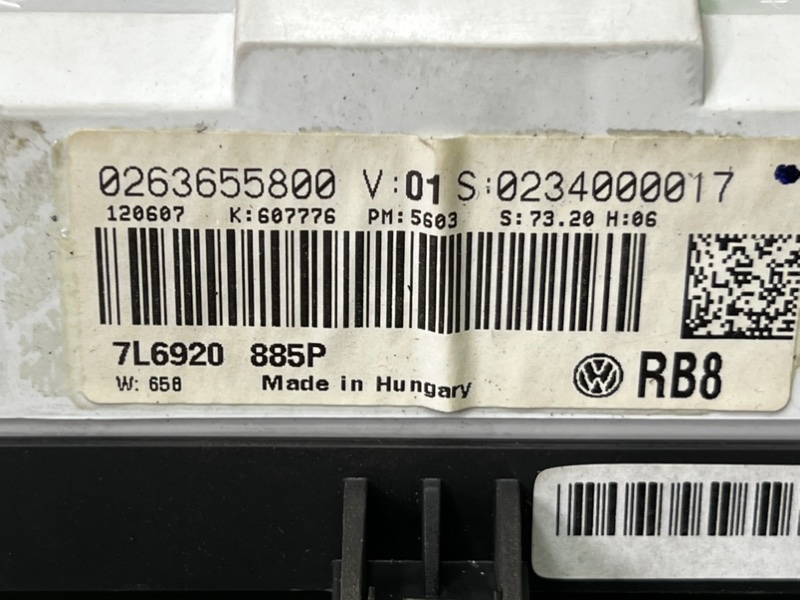 0263655800 V:01 S:0234000017
120607 K:607776 PM:5603 S:73.20 H:06
7L6920 885P
W: 658 Made in Hungary RB8